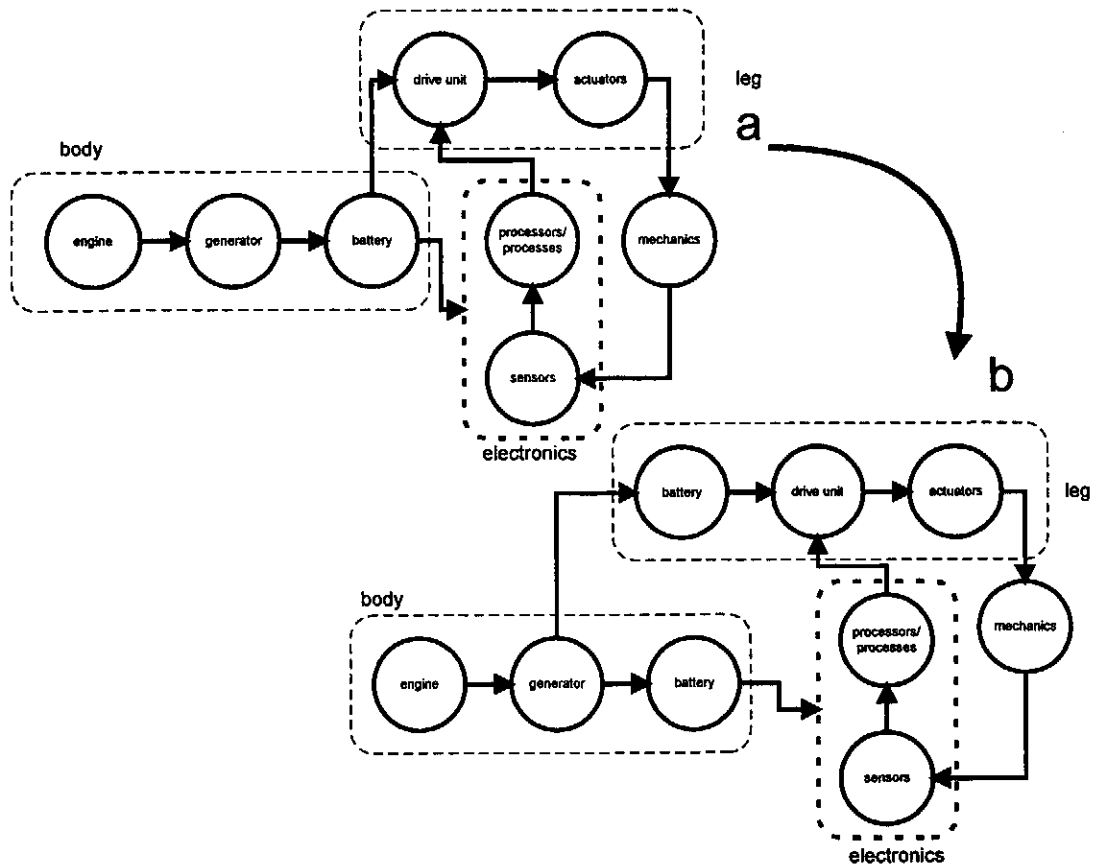 drive unit
actuators
leg
a
body
engine
generator
battery
processors/
processes
mechanics
sensors
electronics
b
battery
drive unit
actuators
leg
body
engine
generator
battery
processors/
processes
mechanics
sensors
electronics